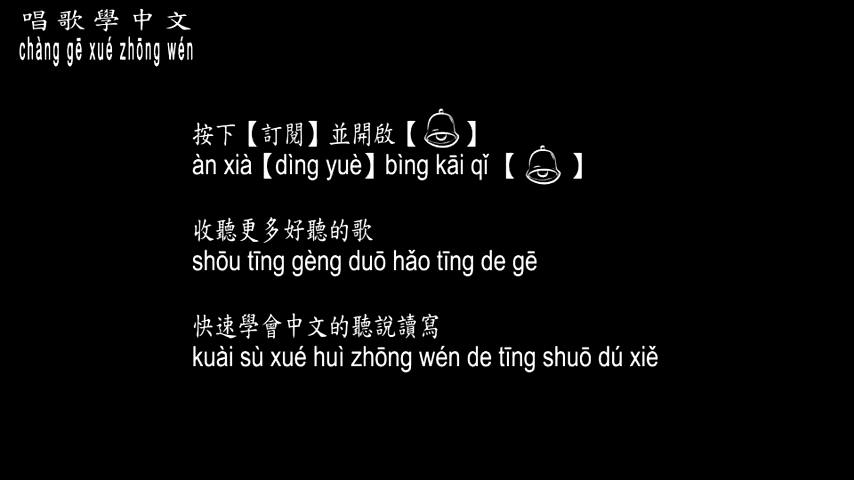 唱歌學中文
chàng gē xué zhōng wén
按下【訂閱】並開啟【】
àn xià【dìng yuè】bìng kāi qǐ【】
收聽更多好聽的歌
shōu tīng gèng duō hǎo tīng de gē
快速學會中文的聽說讀寫
kuài sù xué huì zhōng wén de tīng shuō dú xiě